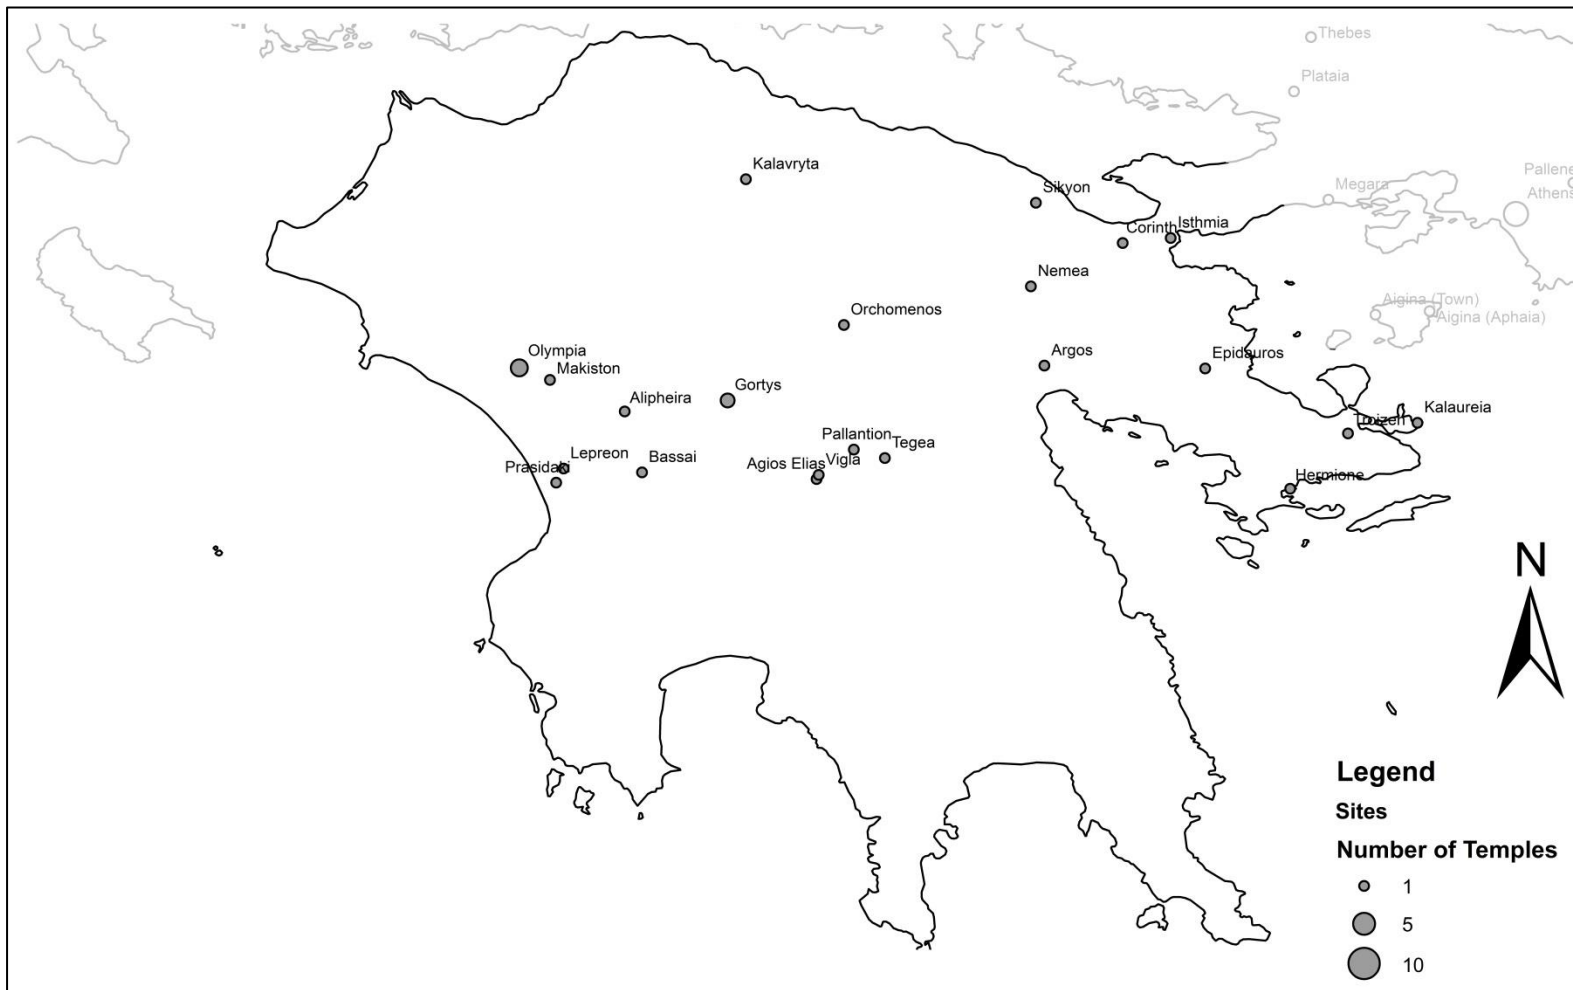 Thebes
Plataia
Kalavryta
Pallene
Sikyon
Megara
Athens
Corinth
Isthmia
Nemea
Orchomenos
Aigina (Town)
Aigina (Aphaia)
Olympia
Makiston
Argos
Epidauros
Gortys
Alipheira
Kalaureia
Troizen
Pallantion
Tegea
Lepreon
Prasidaki
Bassai
Agios Elias
Vigla
Hermione
N
Legend
Sites
Number of Temples
1
5
10